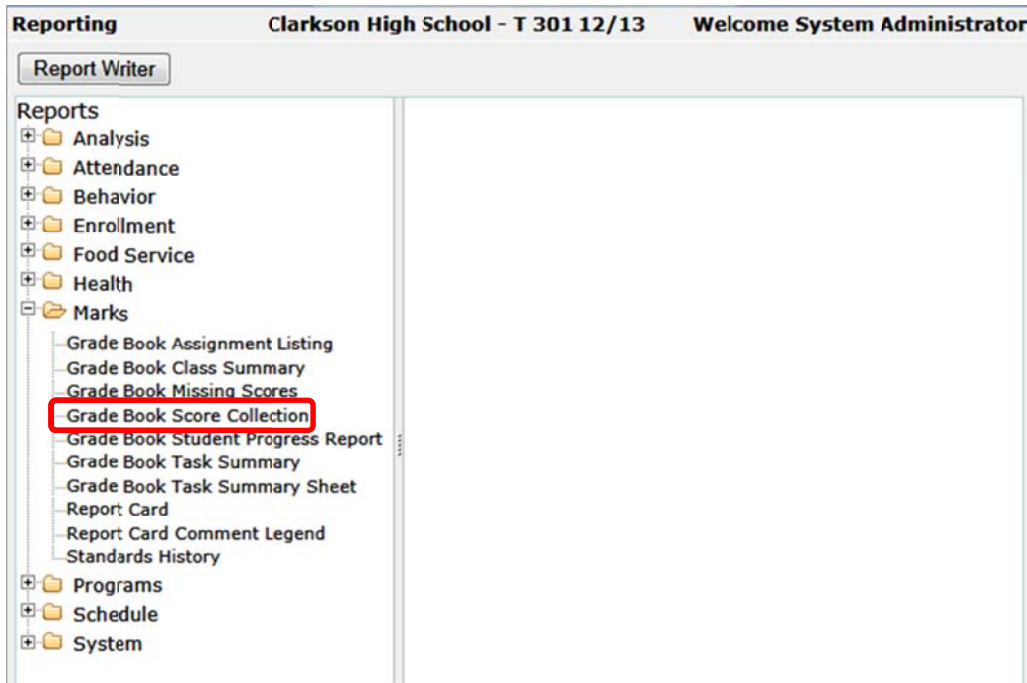 Reporting Clarkson High School - T 301 12/13 Welcome System Administrator
Report Writer
Reports
Analysis
Attendance
Behavior
Enrollment
Food Service
Health
Marks
Grade Book Assignment Listing
Grade Book Class Summary
Grade Book Missing Scores
Grade Book Score Collection
Grade Book Student Progress Report
Grade Book Task Summary
Grade Book Task Summary Sheet
Report Card
Report Card Comment Legend
Standards History
Programs
Schedule
System